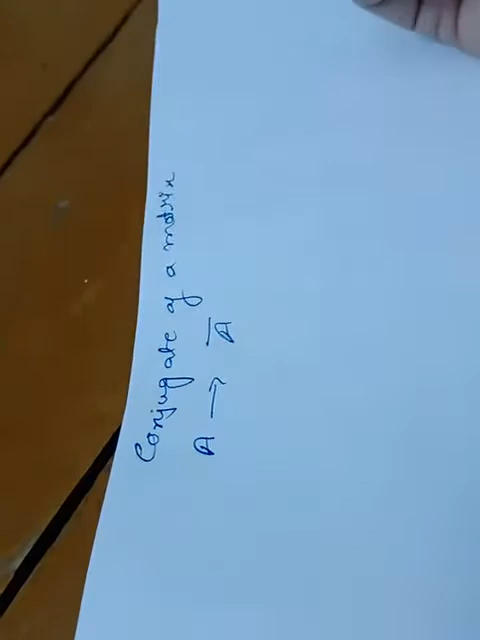 Conjugate of a matrix
A → A̅